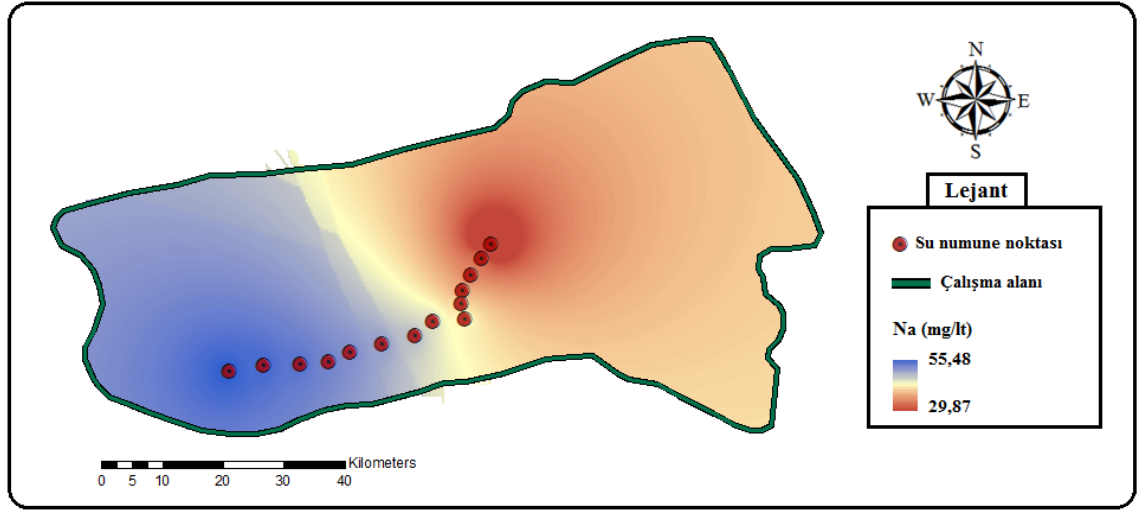 N
W E
S
Lejant
Su numune noktası
Çalışma alanı
Na (mg/lt)
55,48
29,87
Kilometers
0 5 10 20 30 40